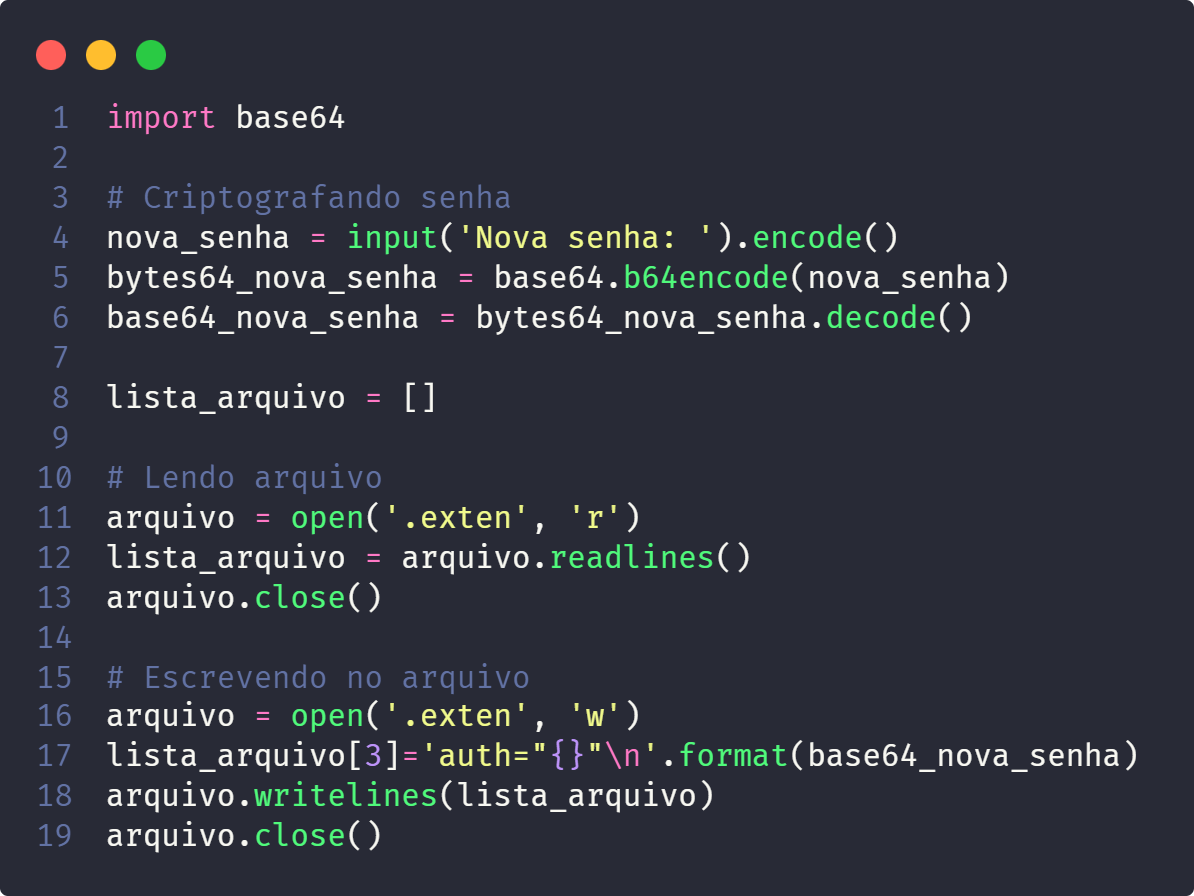 1 import base64
2
3 # Criptografando senha
4 nova_senha = input('Nova senha: ').encode()
5 bytes64_nova_senha = base64.b64encode(nova_senha)
6 base64_nova_senha = bytes64_nova_senha.decode()
7
8 lista_arquivo = []
9
10 # Lendo arquivo
11 arquivo = open('.exten', 'r')
12 lista_arquivo = arquivo.readlines()
13 arquivo.close()
14
15 # Escrevendo no arquivo
16 arquivo = open('.exten', 'w')
17 lista_arquivo[3]='auth="{}"\n'.format(base64_nova_senha)
18 arquivo.writelines(lista_arquivo)
19 arquivo.close()